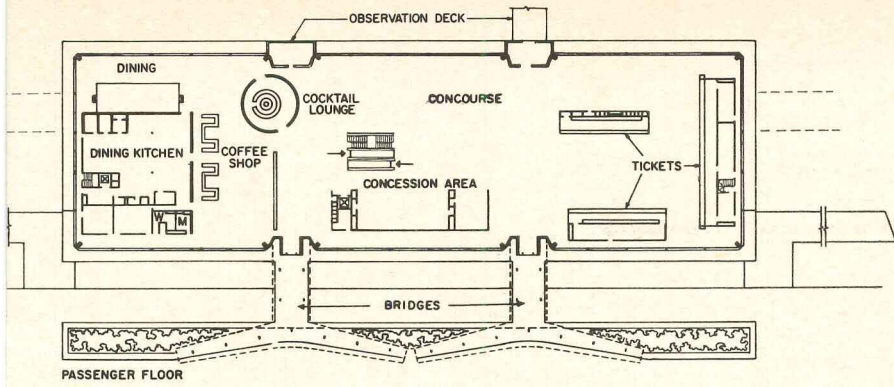 OBSERVATION DECK
DINING
COCKTAIL
LOUNGE
CONCOURSE
DINING KITCHEN
COFFEE
SHOP
TICKETS
CONCESSION AREA
W
M
BRIDGES
PASSENGER FLOOR